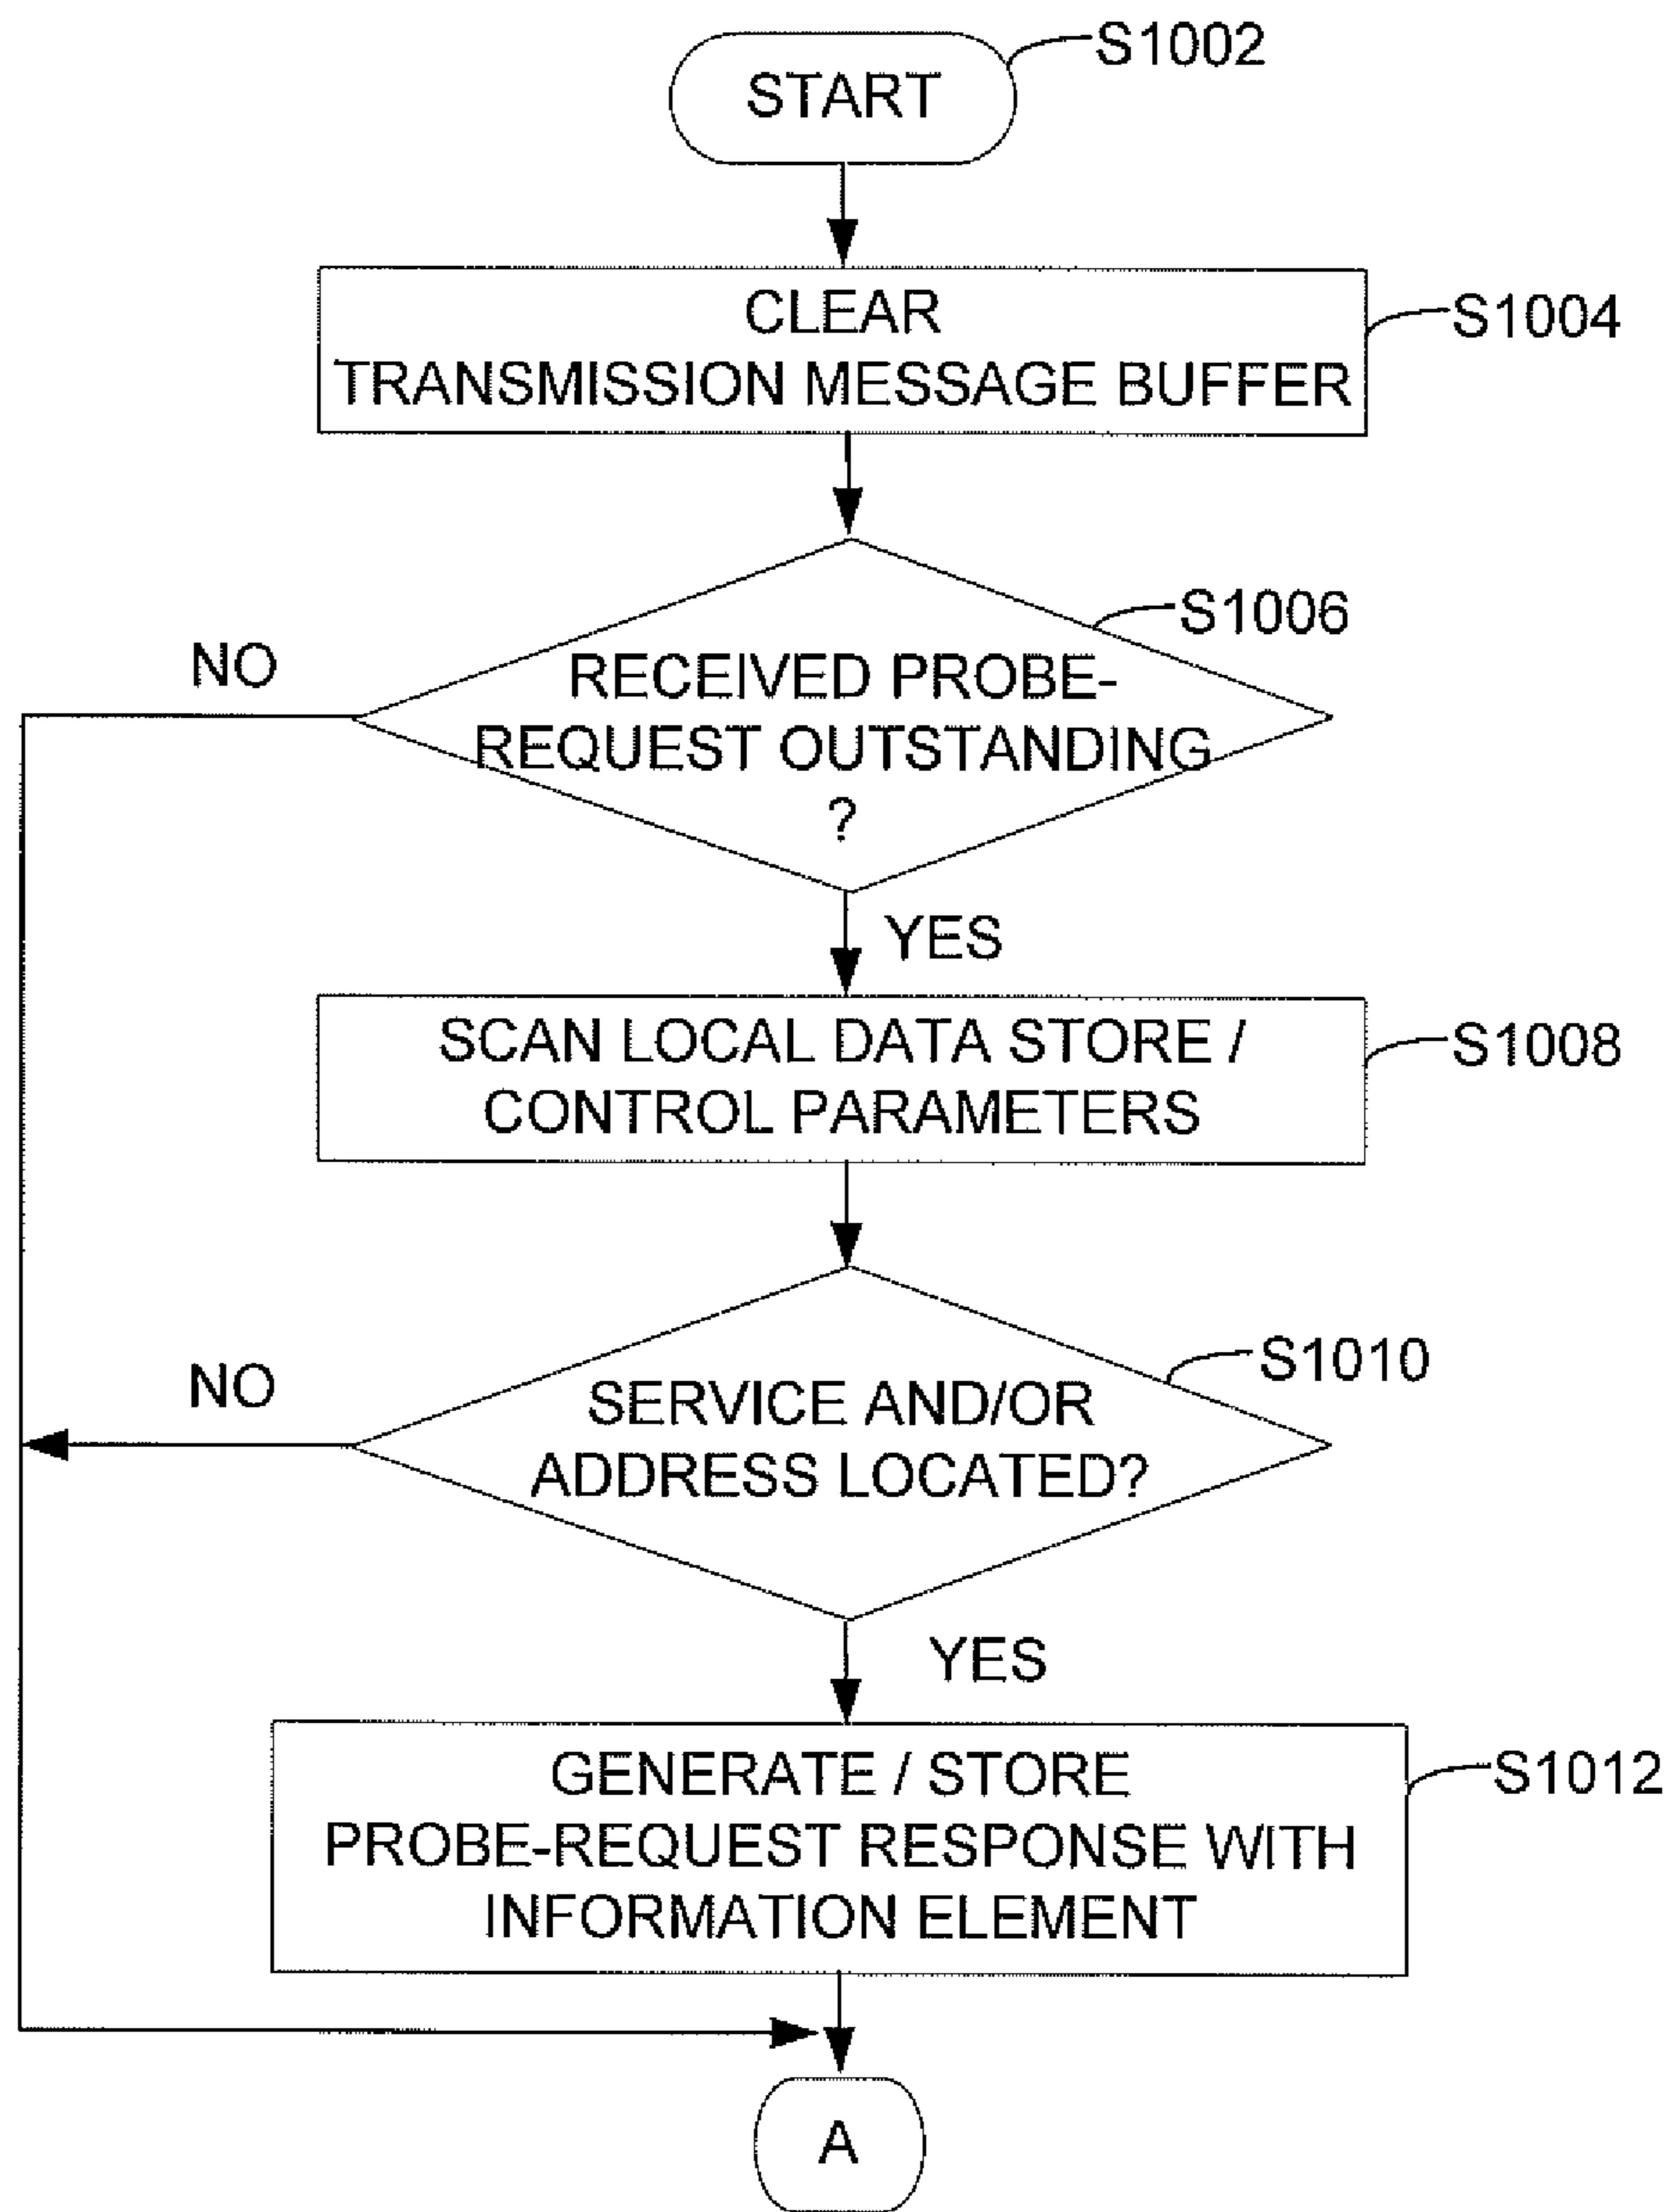 START
S1002
CLEAR
TRANSMISSION MESSAGE BUFFER
S1004
S1006
NO
RECEIVED PROBE-
REQUEST OUTSTANDING
?
YES
SCAN LOCAL DATA STORE /
CONTROL PARAMETERS
S1008
S1010
NO
SERVICE AND/OR
ADDRESS LOCATED?
YES
GENERATE / STORE
PROBE-REQUEST RESPONSE WITH
INFORMATION ELEMENT
S1012
A